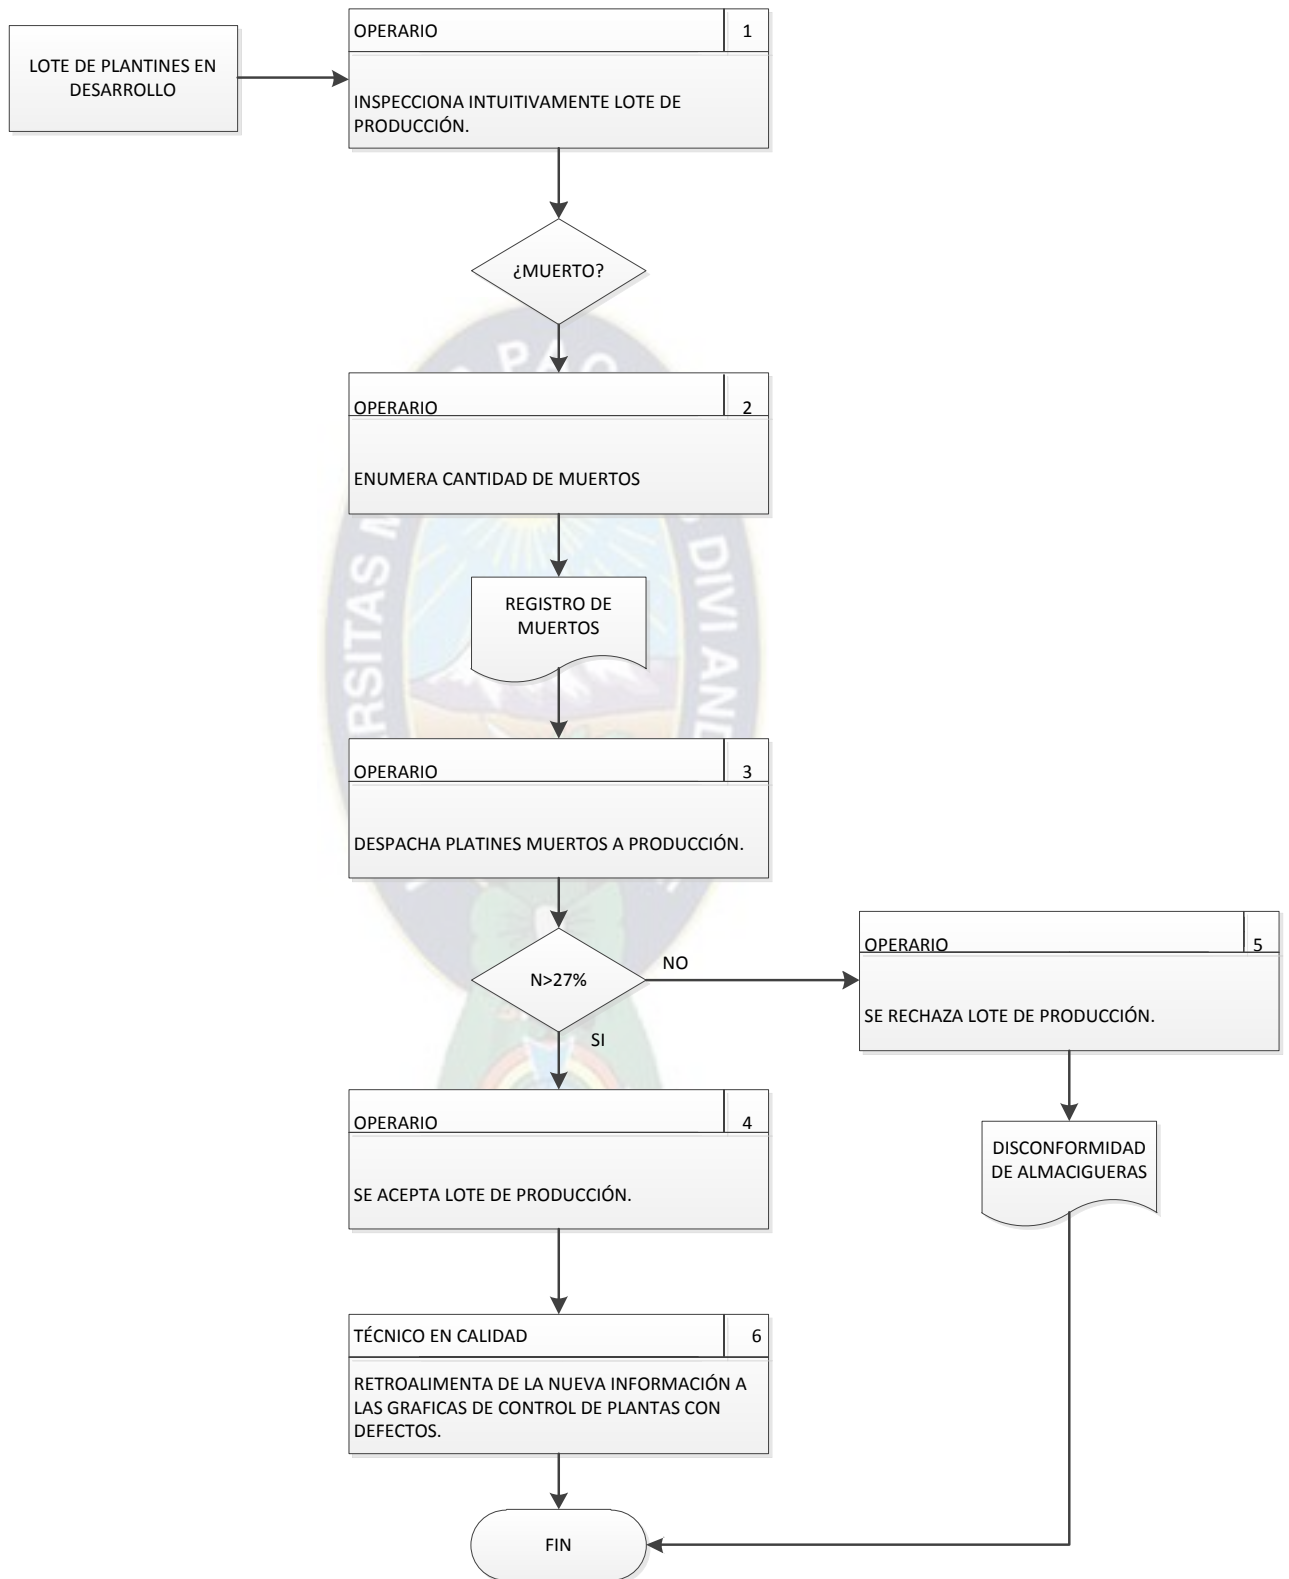 LOTE DE PLANTINES EN
DESARROLLO
OPERARIO 1
INSPECCIONA INTUITIVAMENTE LOTE DE
PRODUCCIÓN.
¿MUERTO?
OPERARIO 2
ENUMERA CANTIDAD DE MUERTOS
REGISTRO DE
MUERTOS
OPERARIO 3
DESPACHA PLATINES MUERTOS A PRODUCCIÓN.
N>27%
NO
SI
OPERARIO 5
SE RECHAZA LOTE DE PRODUCCIÓN.
OPERARIO 4
SE ACEPTA LOTE DE PRODUCCIÓN.
DISCONFORMIDAD
DE ALMACIGUERAS
TÉCNICO EN CALIDAD 6
RETROALIMENTA DE LA NUEVA INFORMACIÓN A
LAS GRAFICAS DE CONTROL DE PLANTAS CON
DEFECTOS.
FIN